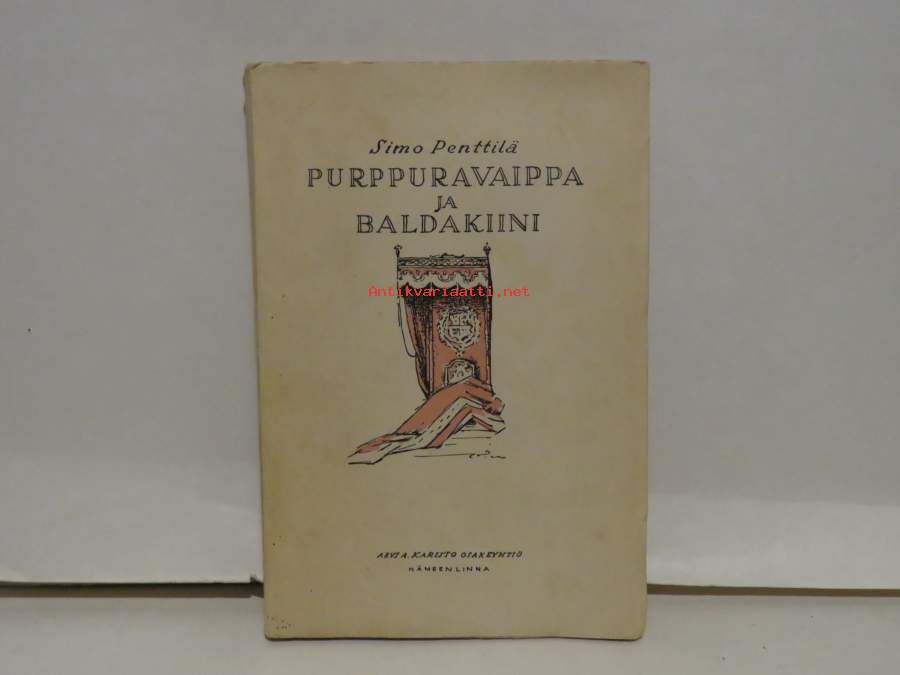 Simo Penttilä
PURPPURAVAIPPA
JA
BALDAKIINI
Antikvariaatti.net
ARVI A. KARISTO OSAKEYHTIÖ
HÄMEENLINNA